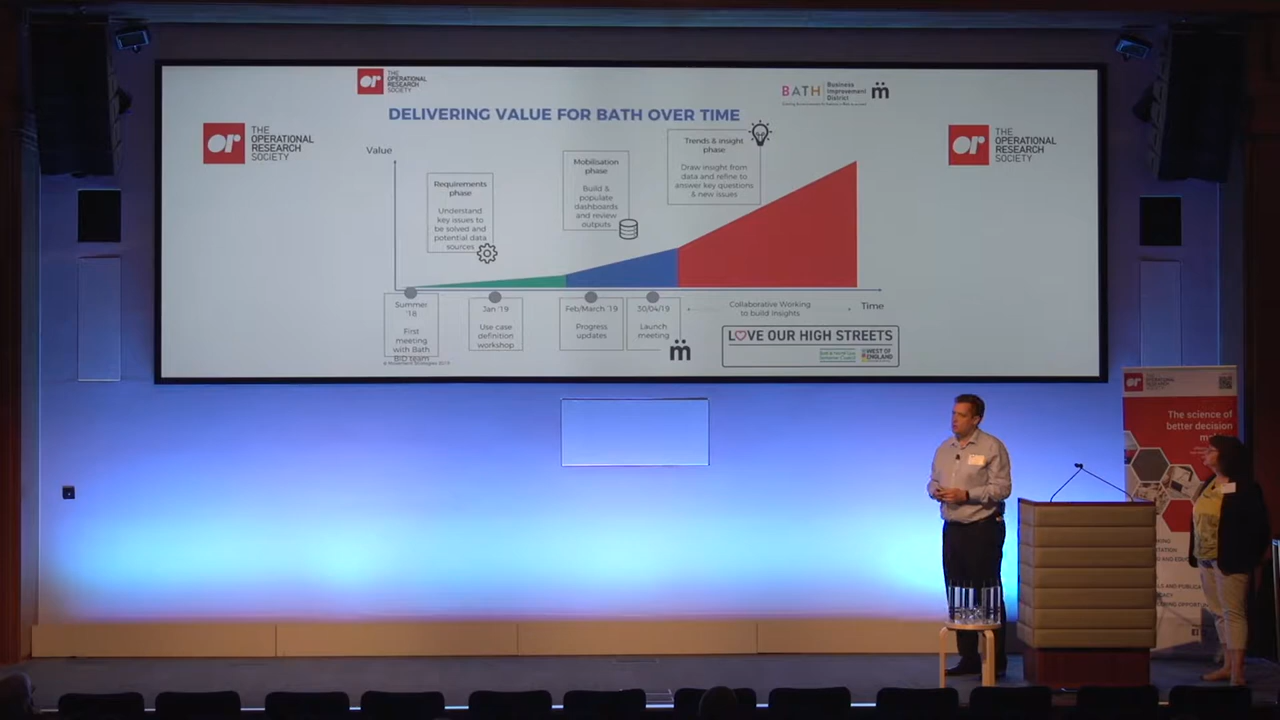 THE
OPERATIONAL
RESEARCH
SOCIETY
or
BATH
Business
Improvement
District
DELIVERING VALUE FOR BATH OVER TIME
or
THE
OPERATIONAL
RESEARCH
SOCIETY
or
THE
OPERATIONAL
RESEARCH
SOCIETY
Value
Requirements
phase
Understand
key issues to
be solved and
potential data
sources
Mobilisation
phase
Build &
populate
dashboards
and review
outputs
Trends & insight
phase
Draw insight from
data and refine to
answer key questions
& new issues
Summer
'18
First
meeting
with Bath
BID team
Jan '19
Use case
definition
workshop
Feb/March '19
Progress
updates
30/04/19
Launch
meeting
Collaborative Working
to build insights
Time
LOVE OUR HIGH STREETS
WEST OF
ENGLAND
or
The science of
better decision